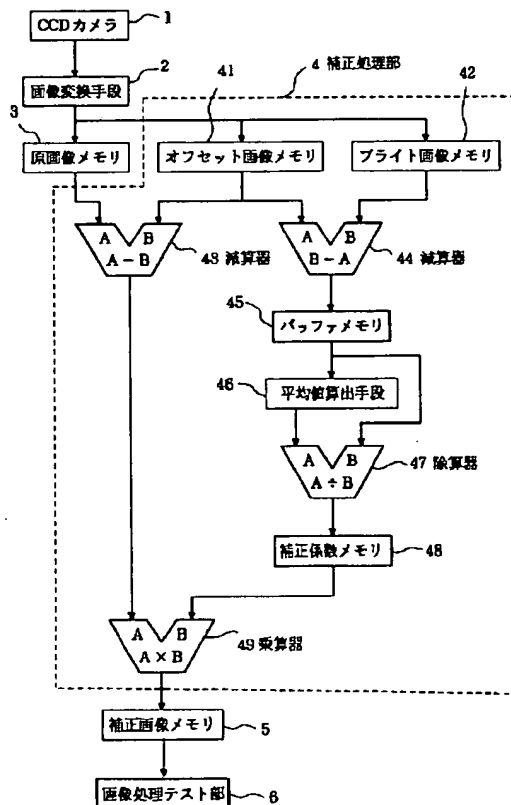 CCDカメラ
1
画像変換手段
2
3
41
4 補正処理部
42
原画像メモリ
オフセット画像メモリ
ブライト画像メモリ
A B
A－B
43 減算器
A B
B－A
44 減算器
45
バッファメモリ
46
平均値算出手段
A B
A÷B
47 除算器
補正係数メモリ
48
A B
A×B
49 乗算器
補正画像メモリ
5
画像処理テスト部
6